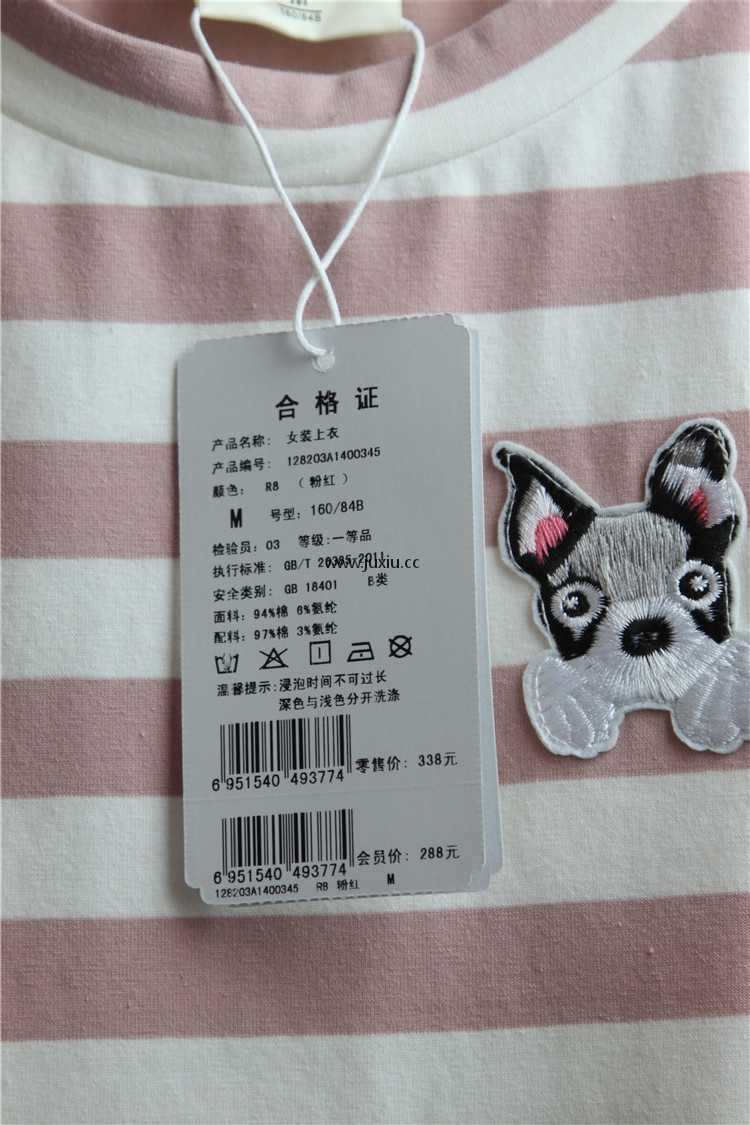 160/84B
合格证
产品名称: 女装上衣
产品编号: 128203A1400345
颜色: R8 (粉红)
M 号型: 160/84B
检验员: 03 等级:一等品
执行标准: GB/T
www.juxiu.cc
安全类别: GB 18401 B类
面料: 94%棉 6%氨纶
配料: 97%棉 3%氨纶
温馨提示:浸泡时间不可过长
深色与浅色分开洗涤
6 951540 493774 零售价: 338元
6 951540 493774 会员价: 288元
128203A1400345 R8 粉红 M